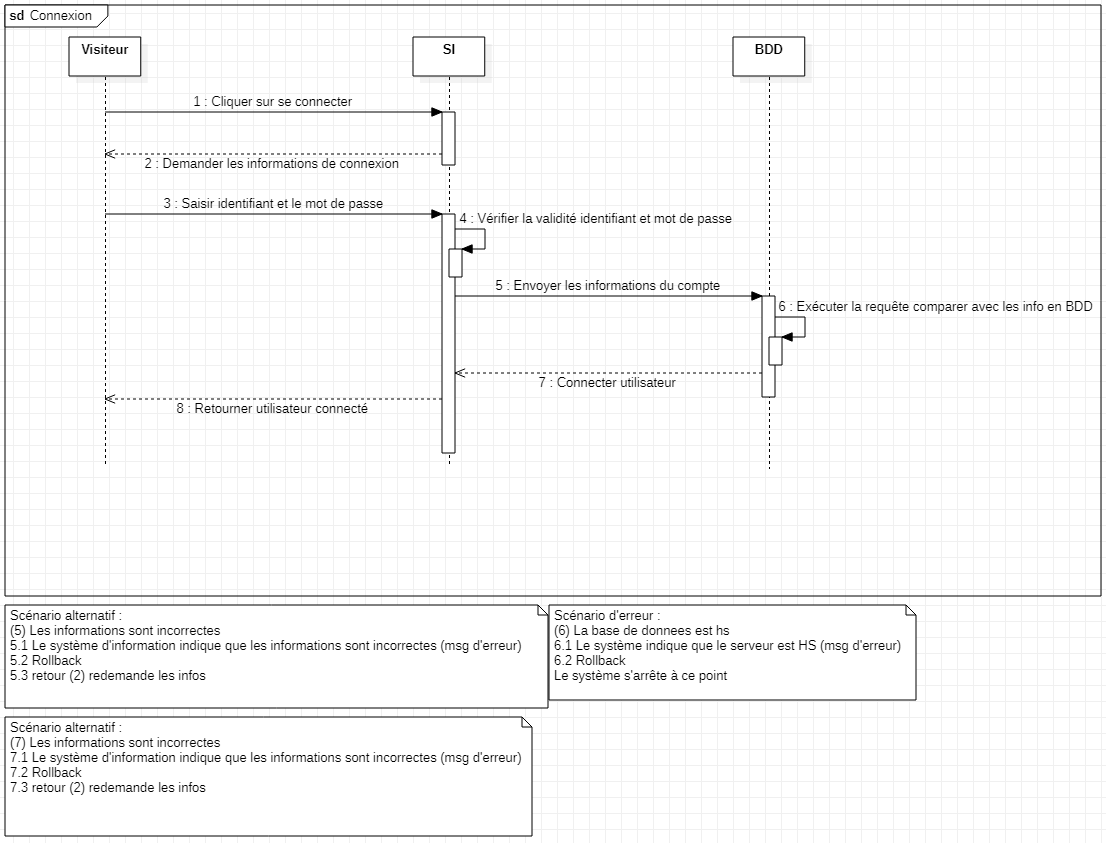 sd Connexion
Visiteur
SI
BDD
1 : Cliquer sur se connecter
2 : Demander les informations de connexion
3 : Saisir identifiant et le mot de passe
4 : Vérifier la validité identifiant et mot de passe
5 : Envoyer les informations du compte
6 : Exécuter la requête comparer avec les info en BDD
7 : Connecter utilisateur
8 : Retourner utilisateur connecté
Scénario alternatif :
(5) Les informations sont incorrectes
5.1 Le système d'information indique que les informations sont incorrectes (msg d'erreur)
5.2 Rollback
5.3 retour (2) redemande les infos
Scénario d'erreur :
(6) La base de donnees est hs
6.1 Le système indique que le serveur est HS (msg d'erreur)
6.2 Rollback
Le système s'arrête à ce point
Scénario alternatif :
(7) Les informations sont incorrectes
7.1 Le système d'information indique que les informations sont incorrectes (msg d'erreur)
7.2 Rollback
7.3 retour (2) redemande les infos